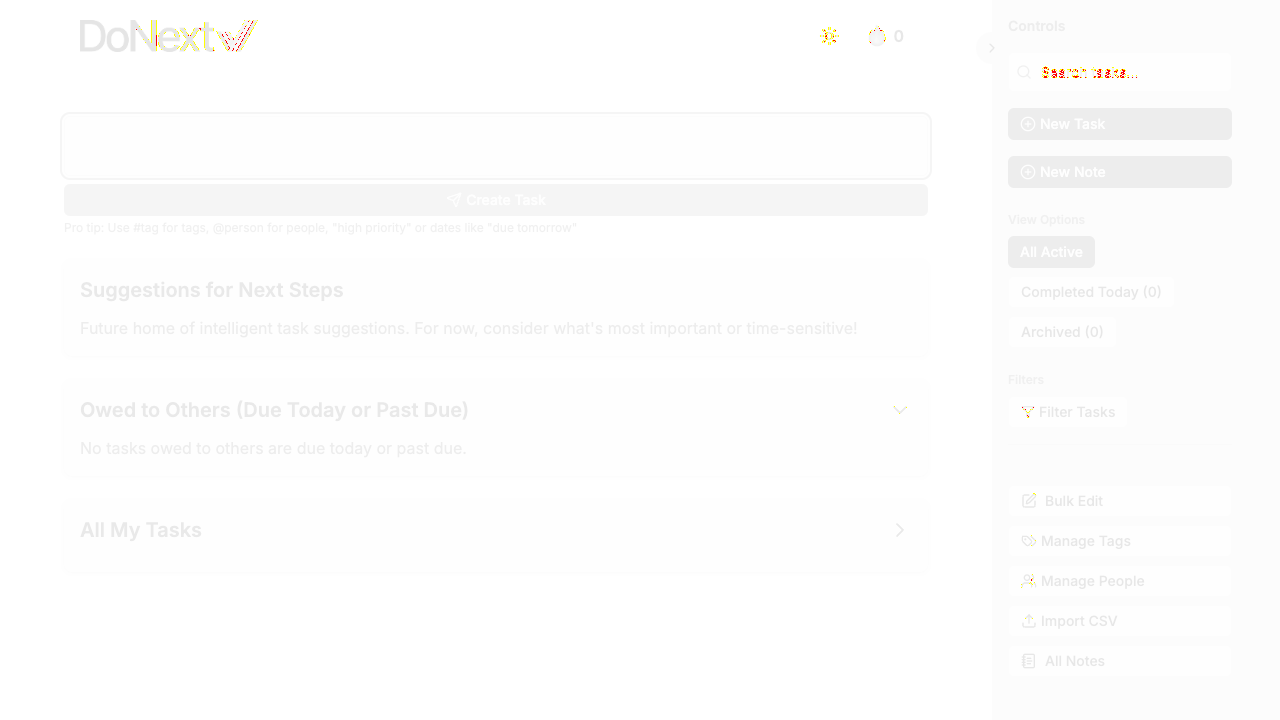 DoNext
0
Create Task
Pro tip: Use #tag for tags, @person for people, "high priority" or dates like "due tomorrow"
Suggestions for Next Steps
Future home of intelligent task suggestions. For now, consider what's most important or time-sensitive!
Owed to Others (Due Today or Past Due)
No tasks owed to others are due today or past due.
All My Tasks
Controls
Search tasks...
New Task
New Note
View Options
All Active
Completed Today (0)
Archived (0)
Filters
Filter Tasks
Bulk Edit
Manage Tags
Manage People
Import CSV
All Notes